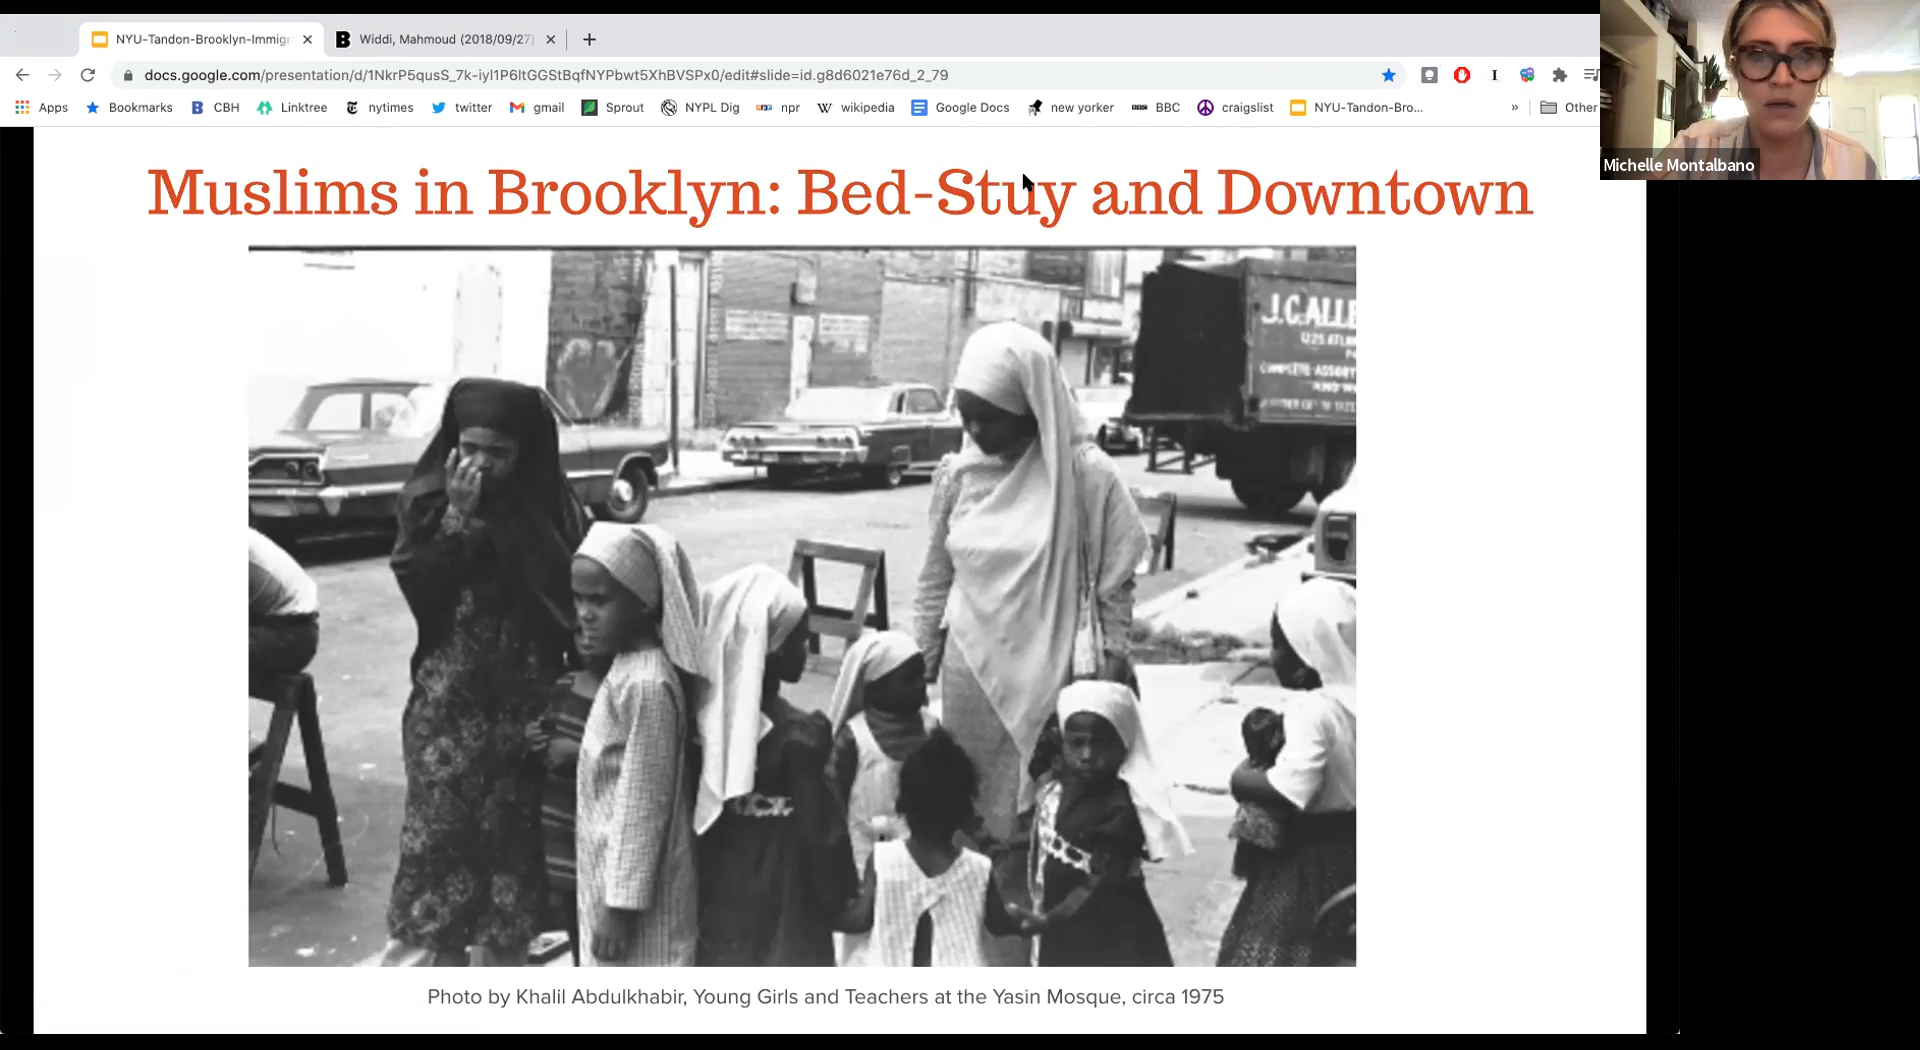 NYU-Tandon-Brooklyn-Immigr
Widdi, Mahmoud (2018/09/27)
docs.google.com/presentation/d/1NkrP5qusS_7k-iyl1P6ltGGStBqfNYPbwt5XhBVSPx0/edit#slide=id.g8d6021e76d_2_79
Apps Bookmarks CBH Linktree nytimes twitter gmail Sprout NYPL Dig npr wikipedia Google Docs new yorker BBC craigslist NYU-Tandon-Bro... » Other
Michelle Montalbano
Muslims in Brooklyn: Bed-Stuy and Downtown
J.C. ALLE
COMPLETE ASSORT
Photo by Khalil Abdulkhabir, Young Girls and Teachers at the Yasin Mosque, circa 1975